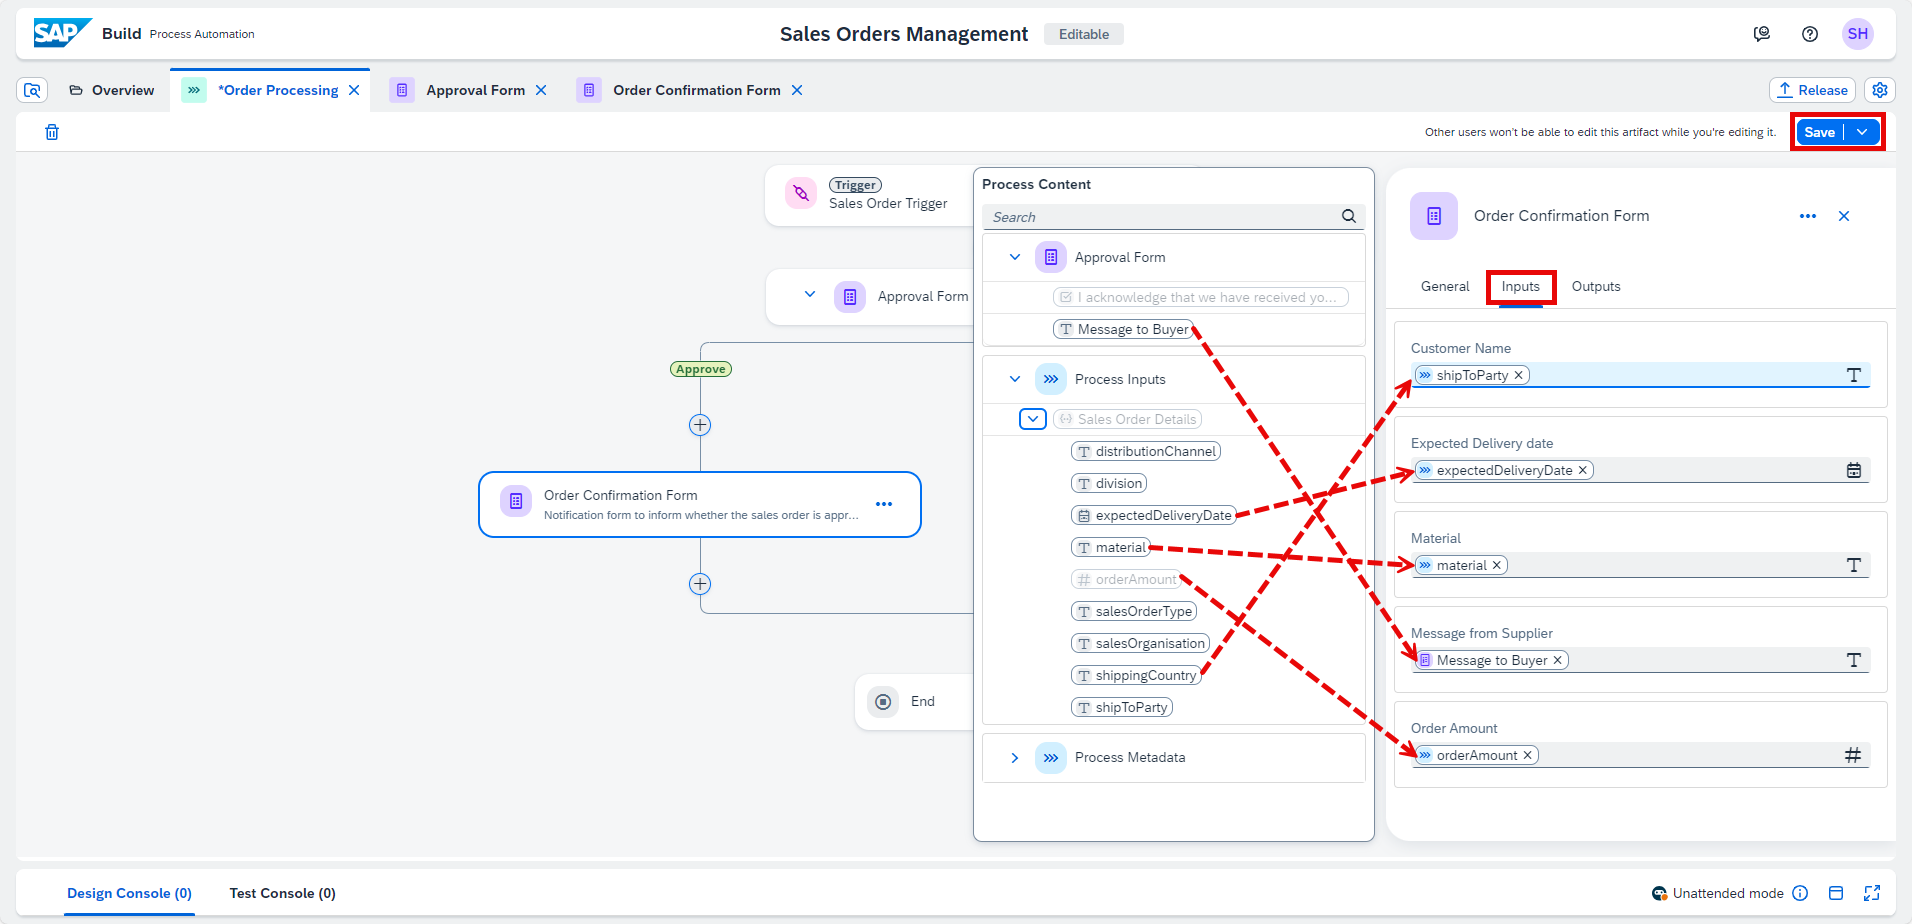 SAP Build Process Automation
Sales Orders Management Editable
SH
Overview
*Order Processing
Approval Form
Order Confirmation Form
Release
Other users won't be able to edit this artifact while you're editing it.
Save
Trigger
Sales Order Trigger
Approval Form
Approve
Order Confirmation Form
Notification form to inform whether the sales order is appr...
End
Process Content
Search
Approval Form
I acknowledge that we have received yo...
Message to Buyer
Process Inputs
Sales Order Details
distributionChannel
division
expectedDeliveryDate
material
orderAmount
salesOrderType
salesOrganisation
shippingCountry
shipToParty
Process Metadata
Order Confirmation Form
General Inputs Outputs
Customer Name
shipToParty
Expected Delivery date
expectedDeliveryDate
Material
material
Message from Supplier
Message to Buyer
Order Amount
orderAmount
Design Console (0) Test Console (0)
Unattended mode